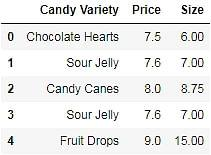 Candy Variety Price Size
0 Chocolate Hearts 7.5 6.00
1 Sour Jelly 7.6 7.00
2 Candy Canes 8.0 8.75
3 Sour Jelly 7.6 7.00
4 Fruit Drops 9.0 15.00